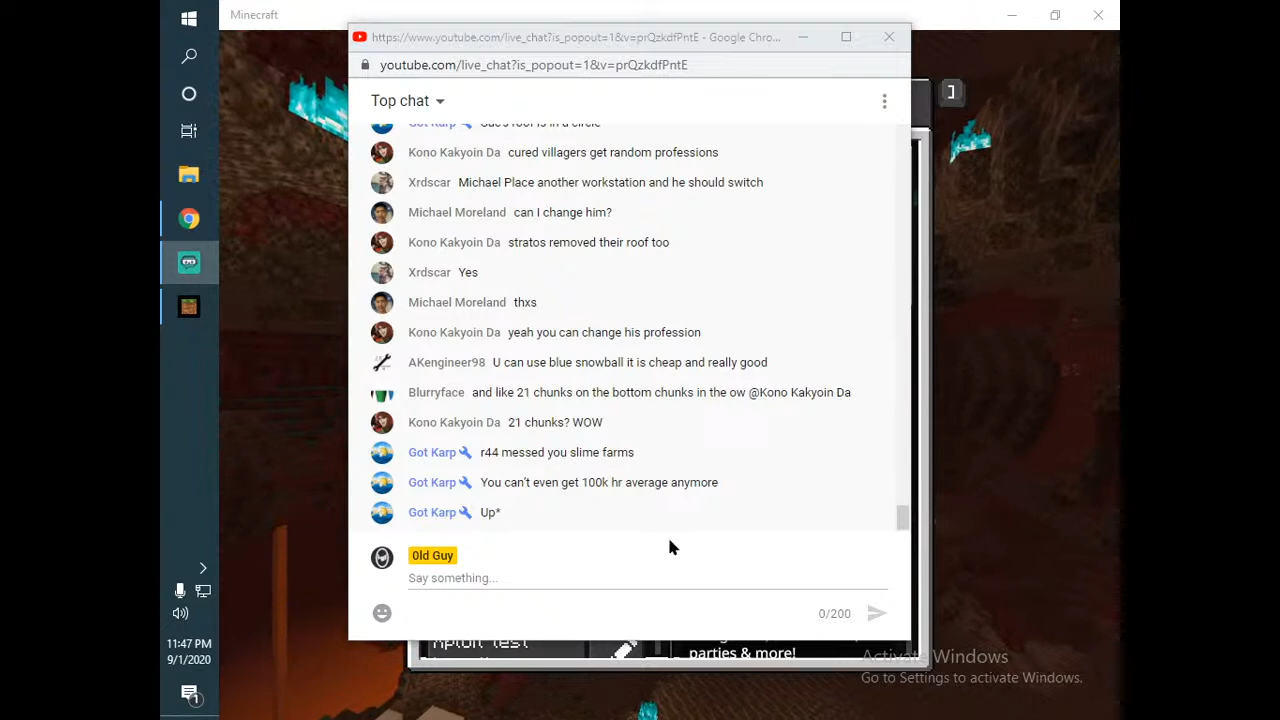 Minecraft
https://www.youtube.com/live_chat?is_popout=1&v=prQzkdfPntE - Google Chro...
youtube.com/live_chat?is_popout=1&v=prQzkdfPntE
Top chat
Kono Kakyoin Da cured villagers get random professions
Xrdscar Michael Place another workstation and he should switch
Michael Moreland can I change him?
Kono Kakyoin Da stratos removed their roof too
Xrdscar Yes
Michael Moreland thxs
Kono Kakyoin Da yeah you can change his profession
AKengineer98 U can use blue snowball it is cheap and really good
Blurryface and like 21 chunks on the bottom chunks in the ow @Kono Kakyoin Da
Kono Kakyoin Da 21 chunks? WOW
Got Karp r44 messed you slime farms
Got Karp You can't even get 100k hr average anymore
Got Karp Up*
0ld Guy
Say something...
0/200
parties & more!
Activate Windows
Go to Settings to activate Windows.
11:47 PM
9/1/2020
1